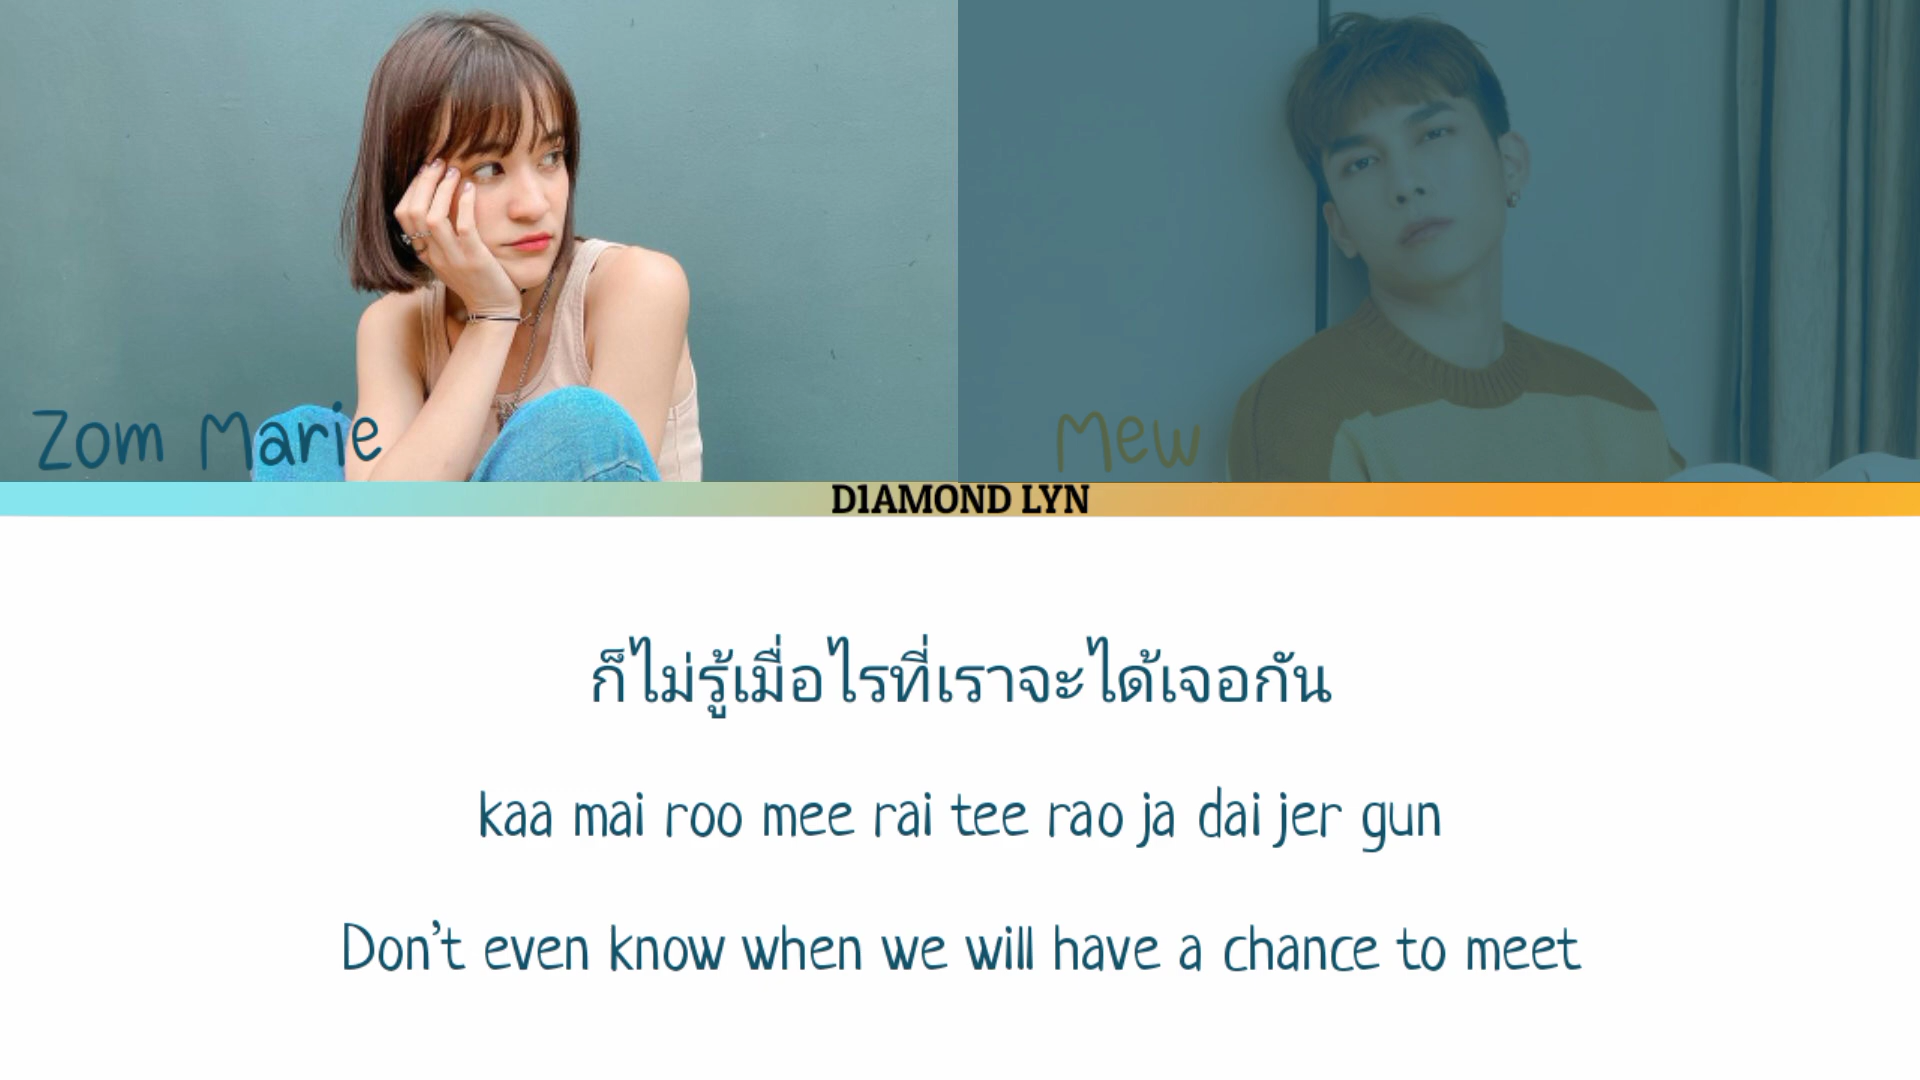 Zom Marie
Mew
D1AMOND LYN
ก็ไม่รู้เมื่อไรที่เราจะได้เจอกัน
kaa mai roo mee rai tee rao ja dai jer gun
Don't even know when we will have a chance to meet